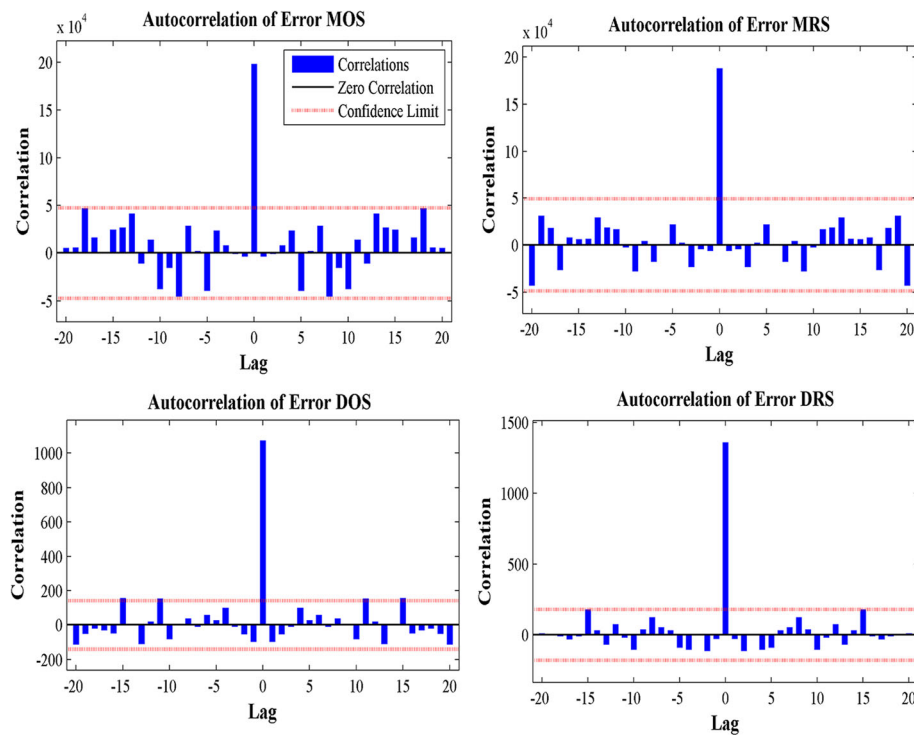 Autocorrelation of Error MOS
x 10⁴
20
15
10
5
0
-5
Correlation
Correlations
Zero Correlation
Confidence Limit
-20 -15 -10 -5 0 5 10 15 20
Lag
Autocorrelation of Error MRS
x 10⁴
20
15
10
5
0
-5
Correlation
-20 -15 -10 -5 0 5 10 15 20
Lag
Autocorrelation of Error DOS
1000
800
600
400
200
0
-200
Correlation
-20 -15 -10 -5 0 5 10 15 20
Lag
Autocorrelation of Error DRS
1500
1000
500
0
Correlation
-20 -15 -10 -5 0 5 10 15 20
Lag